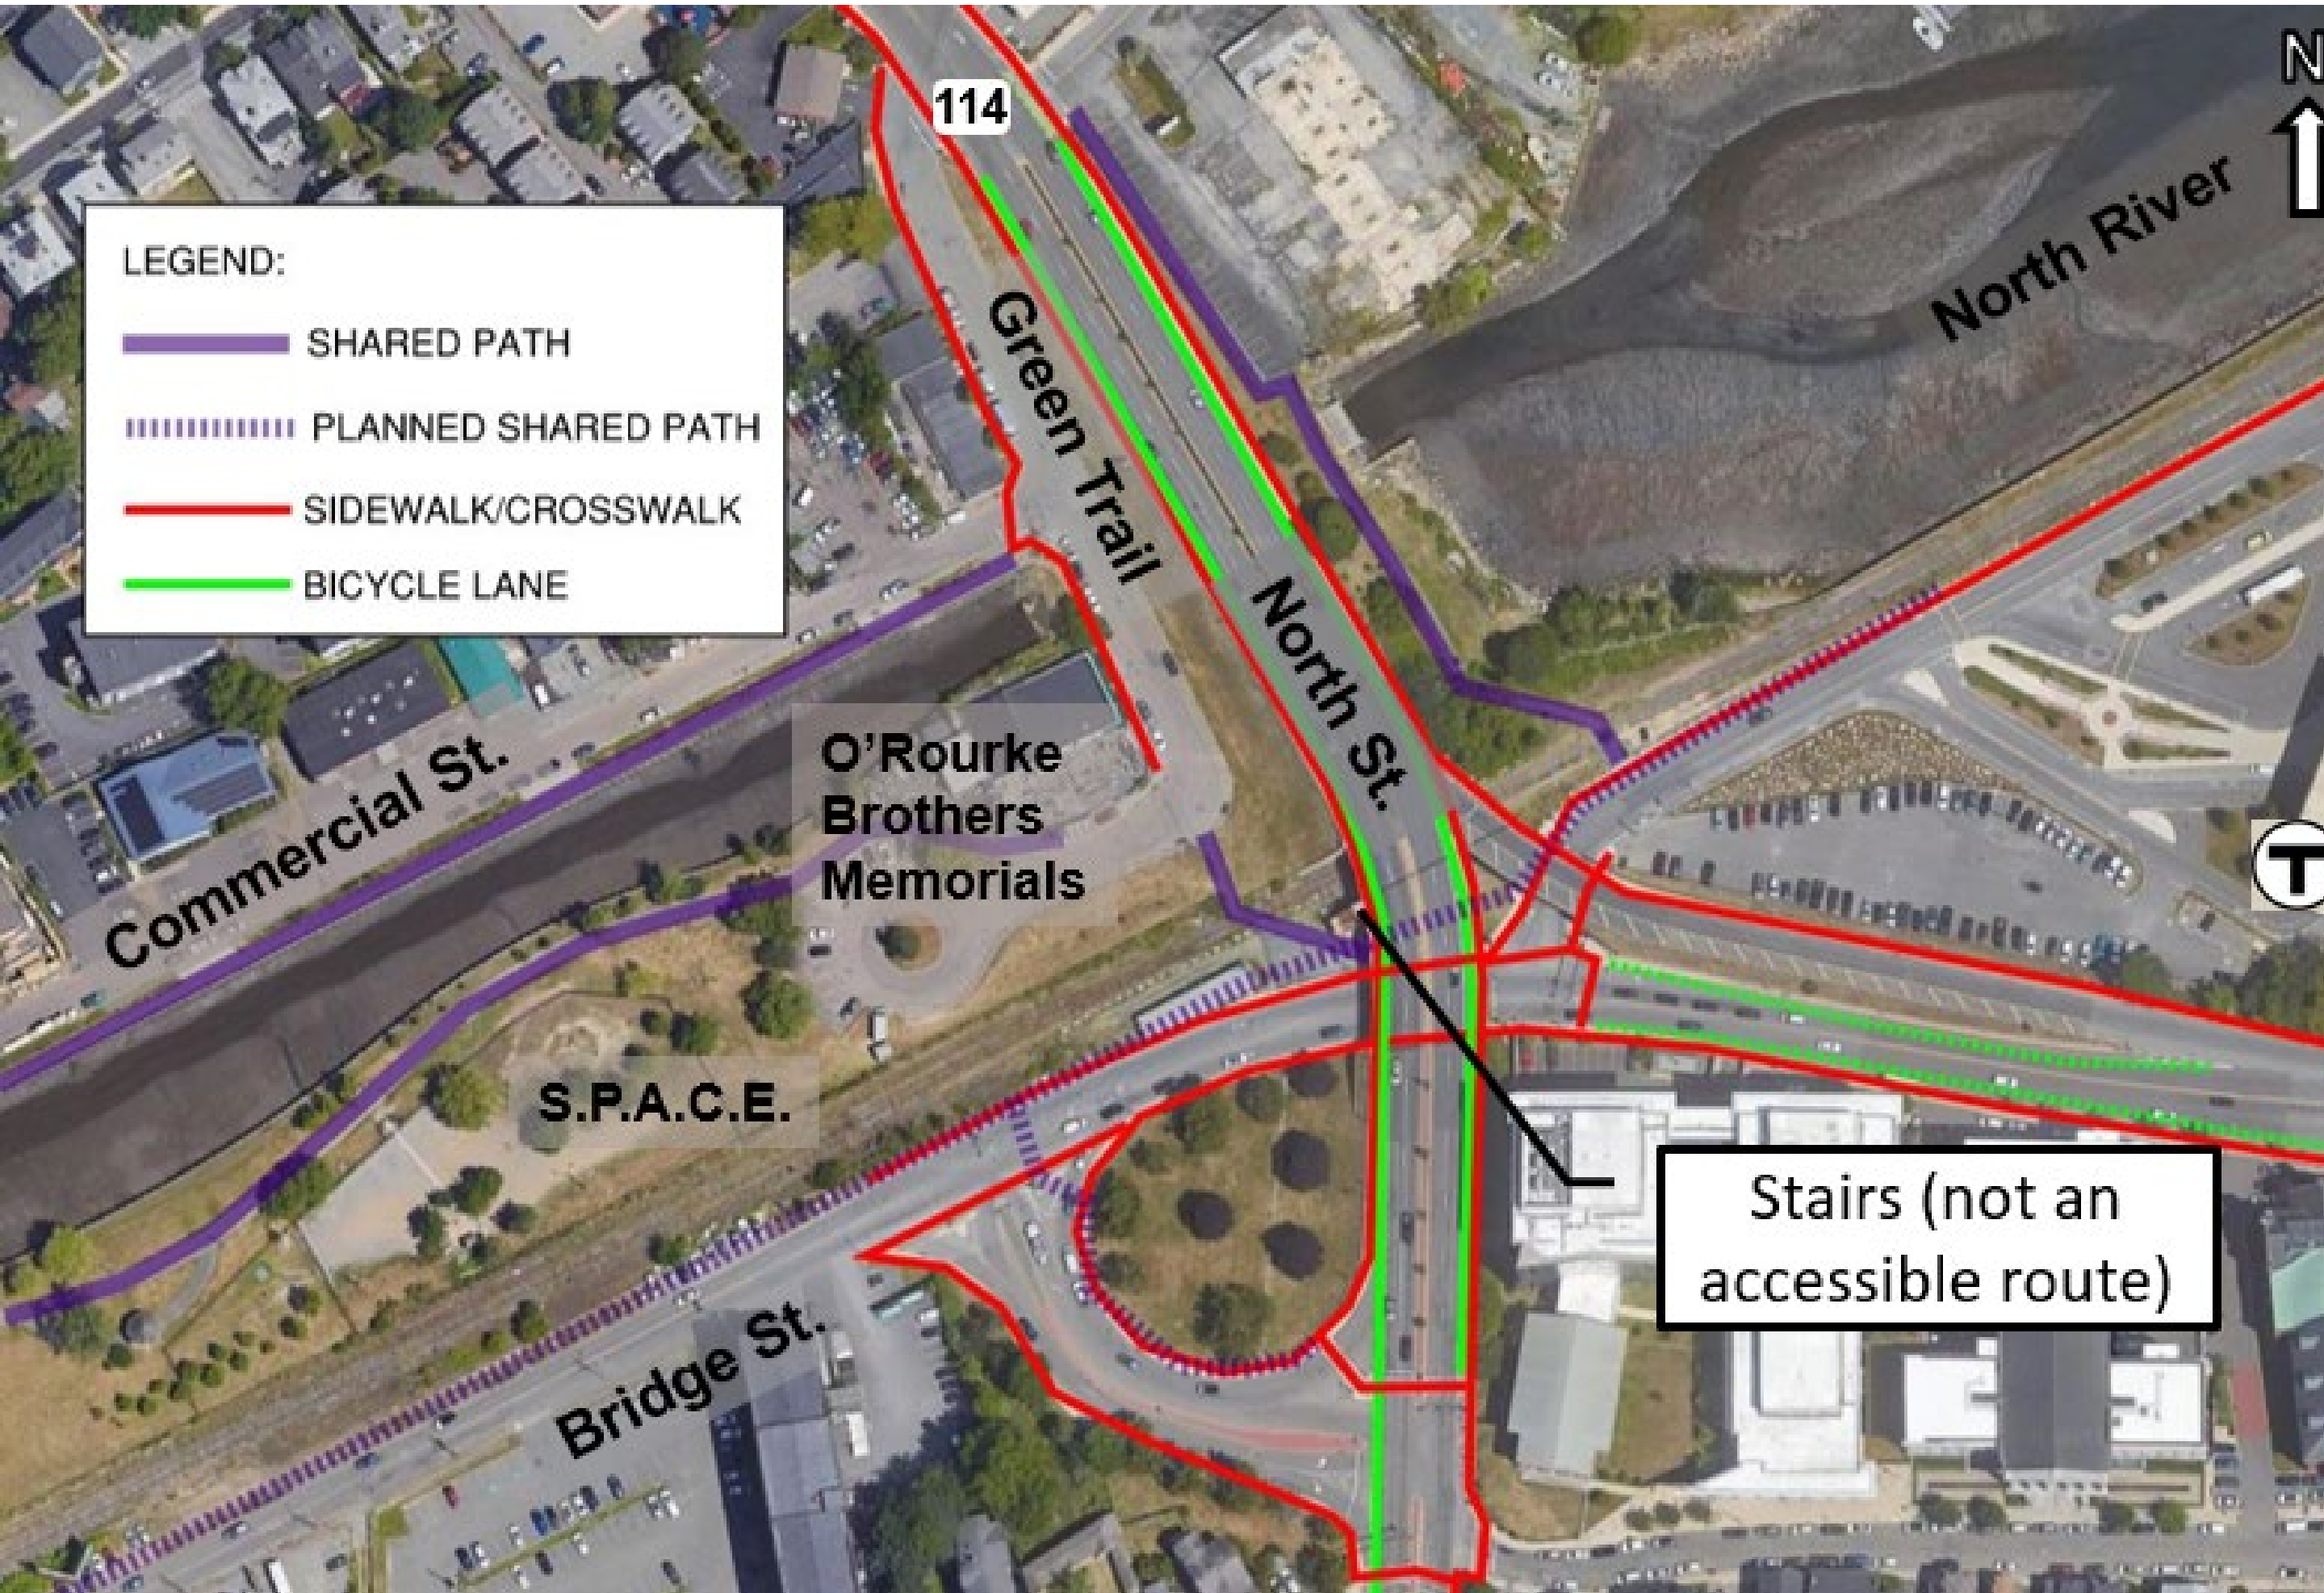 114
N
LEGEND:
SHARED PATH
PLANNED SHARED PATH
SIDEWALK/CROSSWALK
BICYCLE LANE
Green Trail
North River
North St.
Commercial St.
O'Rourke
Brothers
Memorials
T
S.P.A.C.E.
Stairs (not an
accessible route)
Bridge St.